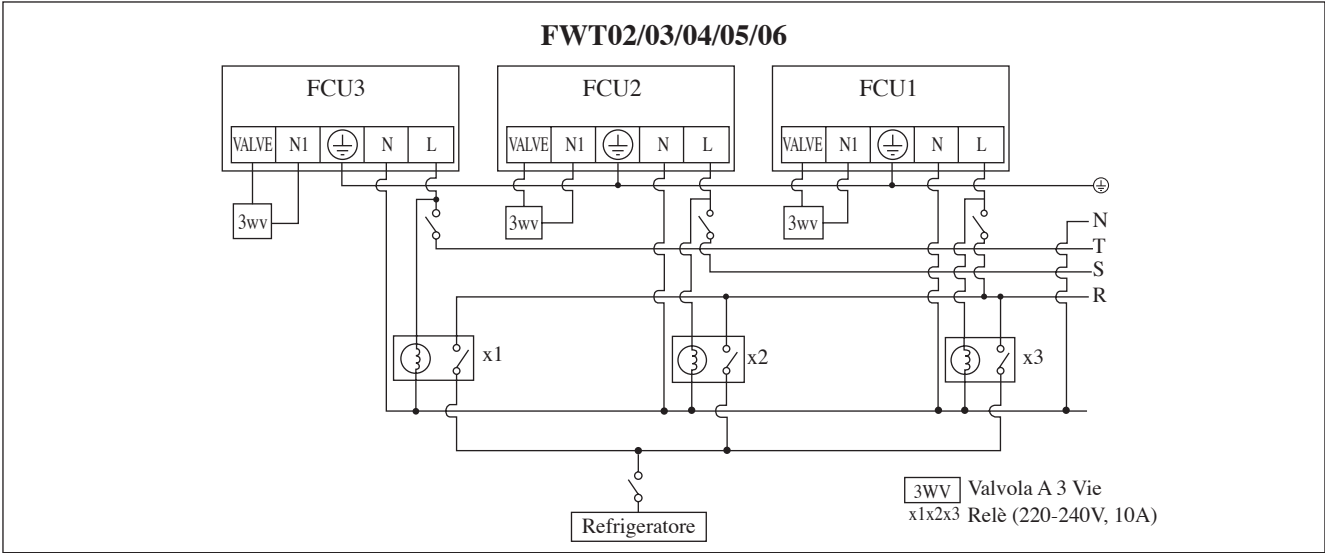 FWT02/03/04/05/06
FCU3 FCU2 FCU1
VALVE N1 N L VALVE N1 N L VALVE N1 N L
3wv 3wv 3wv
N
T
S
R
x1 x2 x3
3WV Valvola A 3 Vie
x1x2x3 Relè (220-240V, 10A)
Refrigeratore